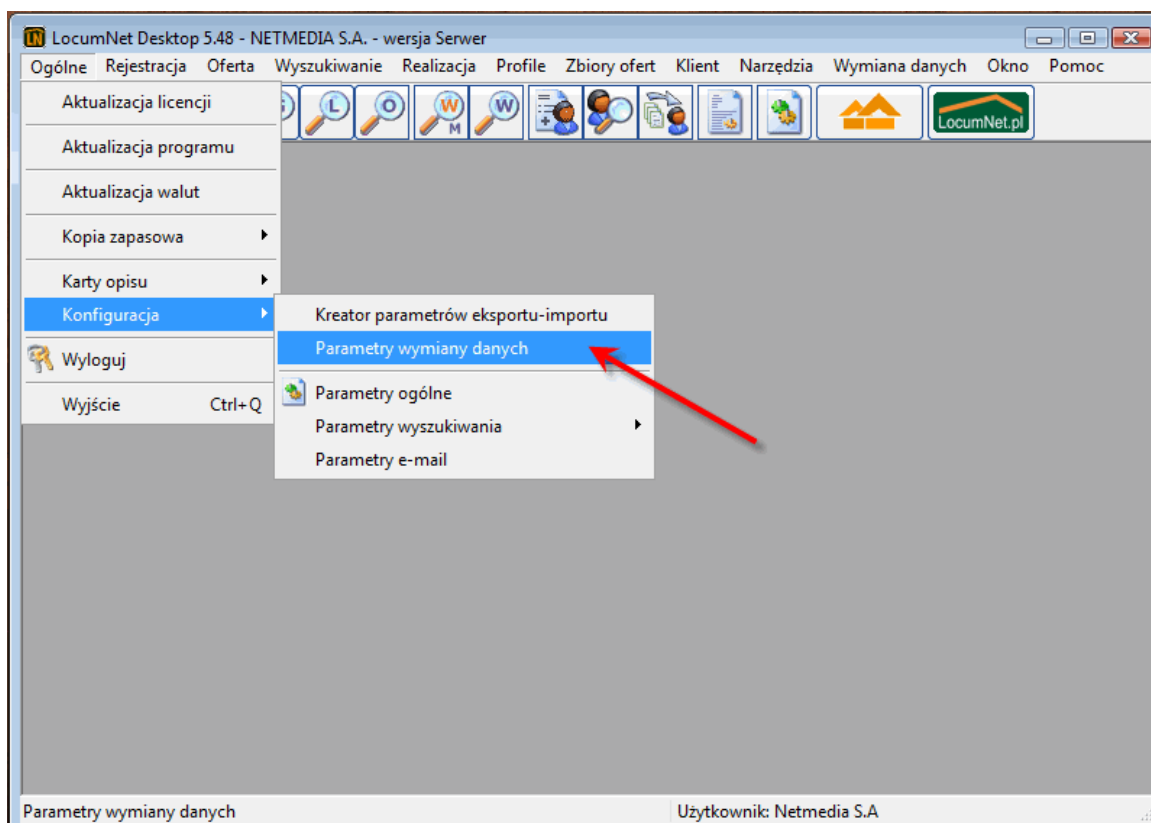 LocumNet Desktop 5.48 - NETMEDIA S.A. - wersja Serwer
Ogólne Rejestracja Oferta Wyszukiwanie Realizacja Profile Zbiory ofert Klient Narzędzia Wymiana danych Okno Pomoc
L O W M W LocumNet.pl
Aktualizacja licencji
Aktualizacja programu
Aktualizacja walut
Kopia zapasowa
Karty opisu
Konfiguracja
Wyloguj
Wyjście Ctrl+Q
Kreator parametrów eksportu-importu
Parametry wymiany danych
Parametry ogólne
Parametry wyszukiwania
Parametry e-mail
Parametry wymiany danych Użytkownik: Netmedia S.A